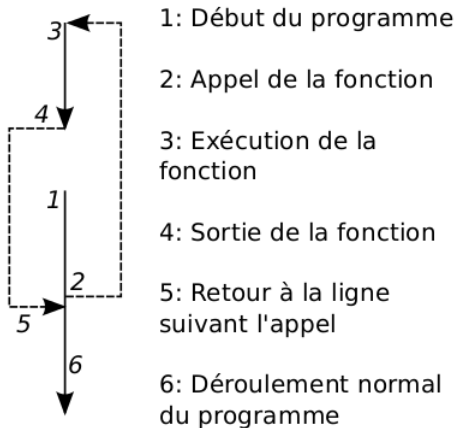 3
4
1
2
5
6
1: Début du programme
2: Appel de la fonction
3: Exécution de la
fonction
4: Sortie de la fonction
5: Retour à la ligne
suivant l'appel
6: Déroulement normal
du programme